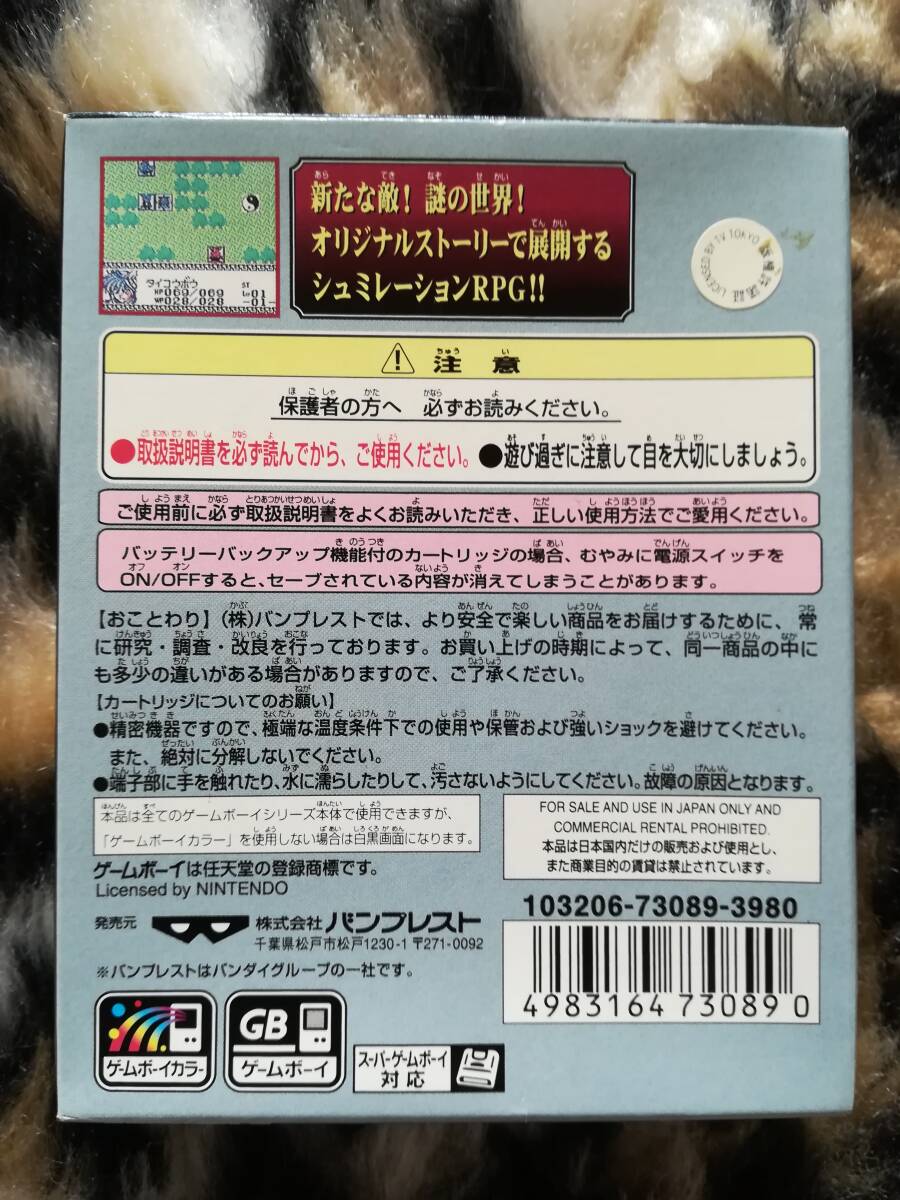 新たな敵！謎の世界！
オリジナルストーリーで展開する
シュミレーションRPG!!
タイコウボウ ST
HP069/069 Lv01
WP028/028 -01-
LICENSED BY TV TOKYO
注意
保護者の方へ 必ずお読みください。
●取扱説明書を必ず読んでから、ご使用ください。 ●遊び過ぎに注意して目を大切にしましょう。
ご使用前に必ず取扱説明書をよくお読みいただき、正しい使用方法でご愛用ください。
バッテリーバックアップ機能付のカートリッジの場合、むやみに電源スイッチを
ON/OFFすると、セーブされている内容が消えてしまうことがあります。
【おことわり】(株)バンプレストでは、より安全で楽しい商品をお届けするために、常
に研究・調査・改良を行っております。お買い上げの時期によって、同一商品の中に
も多少の違いがある場合がありますので、ご了承ください。
【カートリッジについてのお願い】
●精密機器ですので、極端な温度条件下での使用や保管および強いショックを避けてください。
また、絶対に分解しないでください。
●端子部に手を触れたり、水に濡らしたりして、汚さないようにしてください。故障の原因となります。
本品は全てのゲームボーイシリーズ本体で使用できますが、
「ゲームボーイカラー」を使用しない場合は白黒画面になります。
ゲームボーイは任天堂の登録商標です。
Licensed by NINTENDO
FOR SALE AND USE IN JAPAN ONLY AND
COMMERCIAL RENTAL PROHIBITED.
本品は日本国内だけの販売および使用とし、
また商業目的の賃貸は禁止されています。
発売元 株式会社 バンプレスト
千葉県松戸市松戸1230-1 〒271-0092
※バンプレストはバンダイグループの一社です。
103206-73089-3980
4983164730890
ゲームボーイカラー
GB
ゲームボーイ
スーパーゲームボーイ
対応